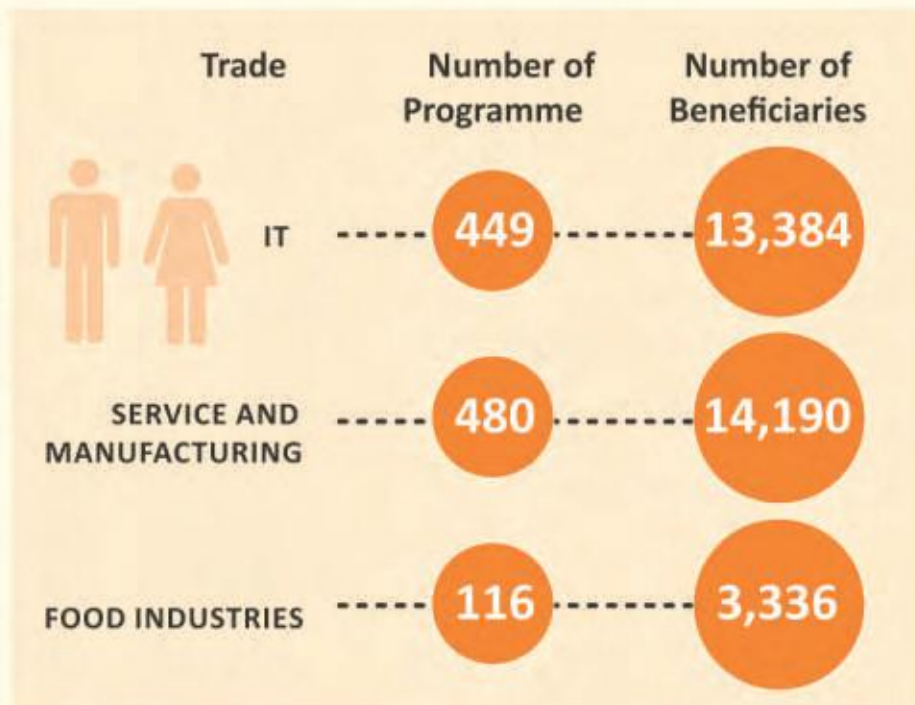 Trade Number of Number of
Programme Beneficiaries
IT 449 13,384
SERVICE AND
MANUFACTURING 480 14,190
FOOD INDUSTRIES 116 3,336